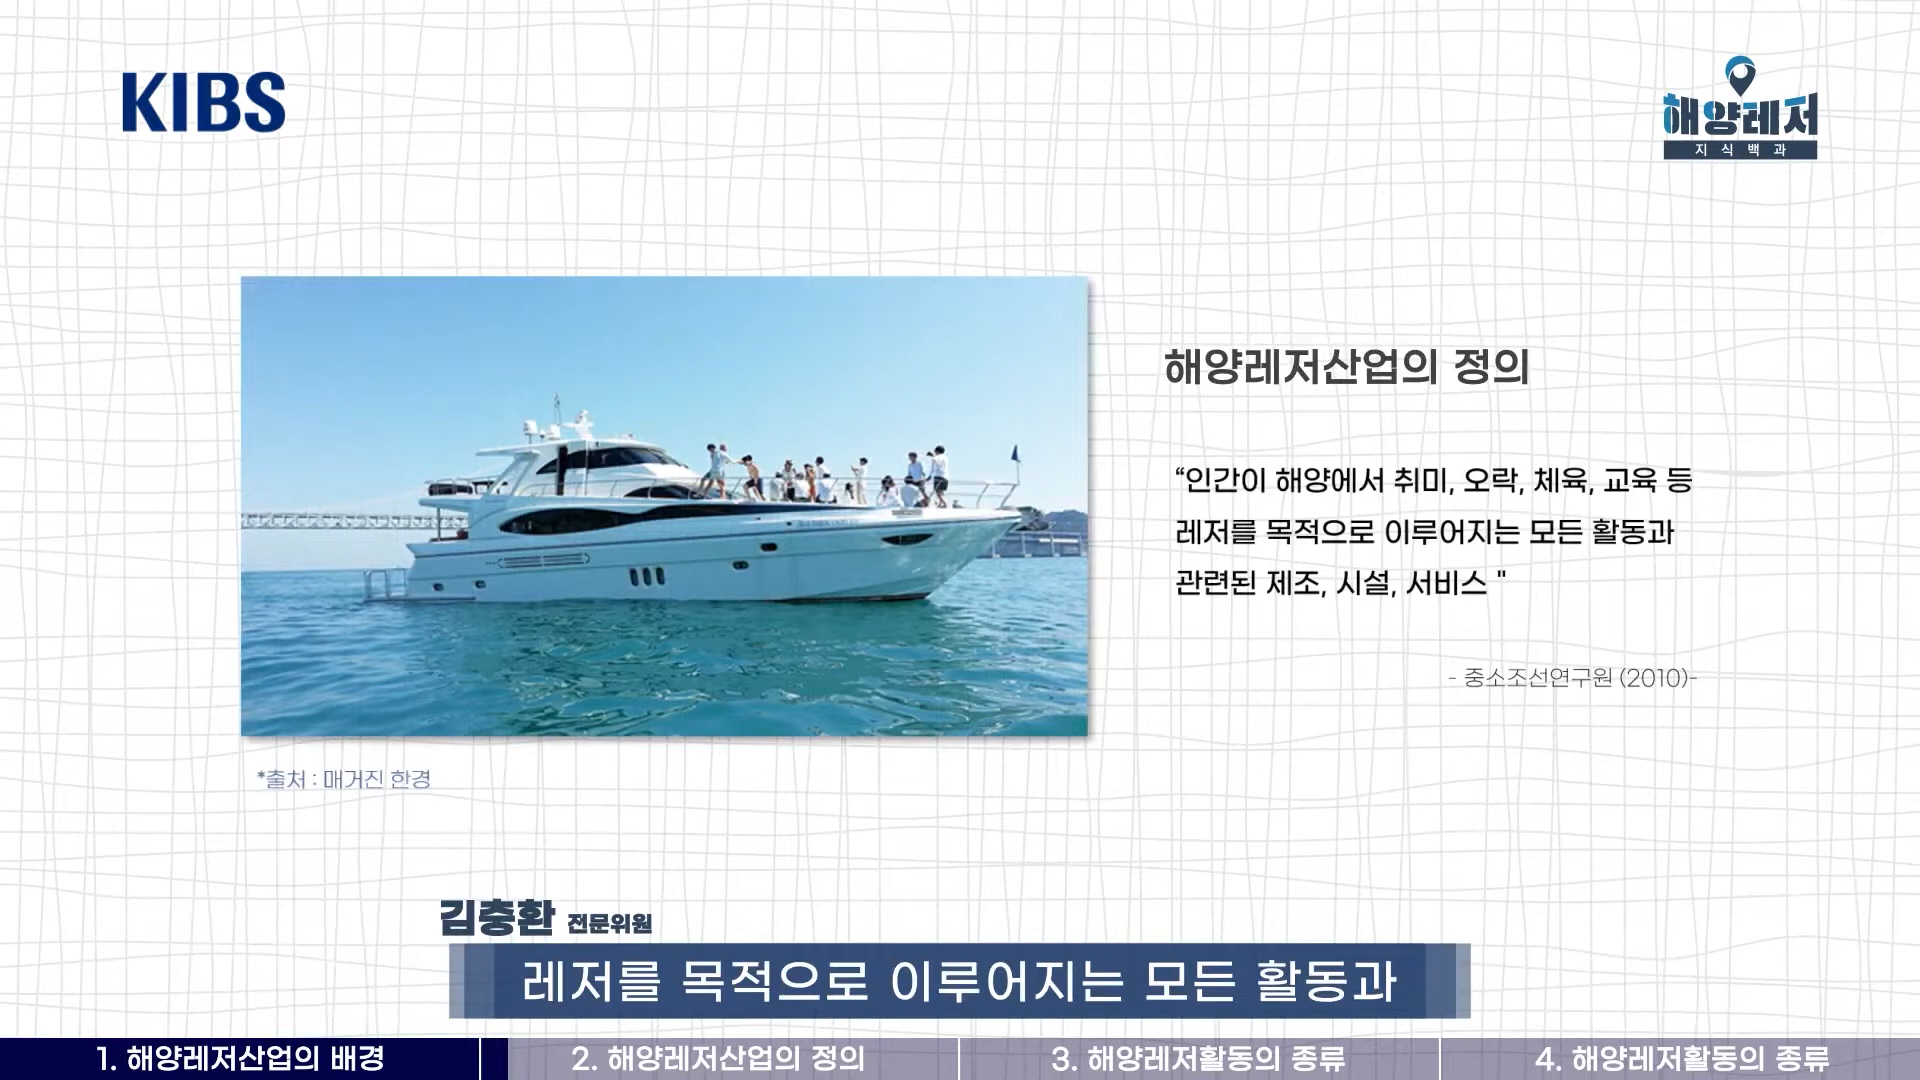 KIBS
해양레저
지식백과
해양레저산업의 정의
“인간이 해양에서 취미, 오락, 체육, 교육 등
레저를 목적으로 이루어지는 모든 활동과
관련된 제조, 시설, 서비스 "
- 중소조선연구원 (2010)-
*출처 : 매거진 한경
김충환 전문위원
레저를 목적으로 이루어지는 모든 활동과
1. 해양레저산업의 배경
2. 해양레저산업의 정의
3. 해양레저활동의 종류
4. 해양레저활동의 종류